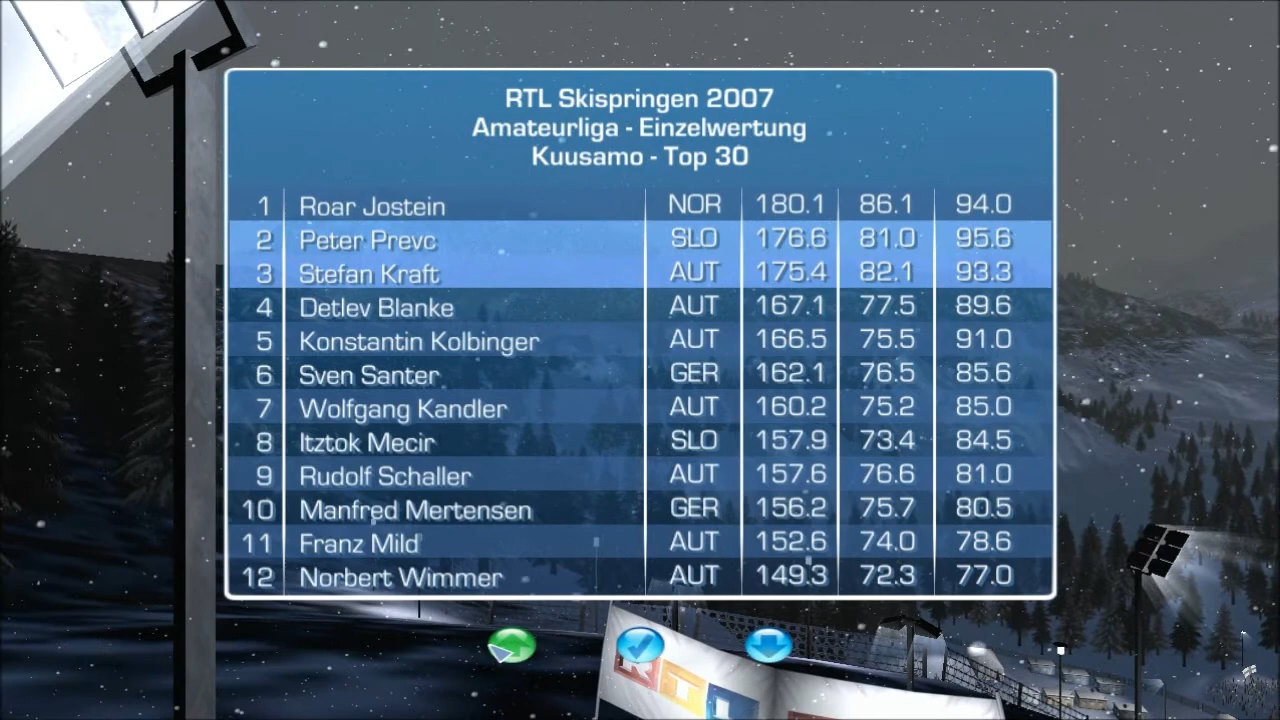 RTL Skispringen 2007
Amateurliga - Einzelwertung
Kuusamo - Top 30
1 Roar Jostein NOR 180.1 86.1 94.0
2 Peter Prevc SLO 176.6 81.0 95.6
3 Stefan Kraft AUT 175.4 82.1 93.3
4 Detlev Blanke AUT 167.1 77.5 89.6
5 Konstantin Kolbinger AUT 166.5 75.5 91.0
6 Sven Santer GER 162.1 76.5 85.6
7 Wolfgang Kandler AUT 160.2 75.2 85.0
8 Itztok Mecir SLO 157.9 73.4 84.5
9 Rudolf Schaller AUT 157.6 76.6 81.0
10 Manfred Mertensen GER 156.2 75.7 80.5
11 Franz Mild AUT 152.6 74.0 78.6
12 Norbert Wimmer AUT 149.3 72.3 77.0
RTL